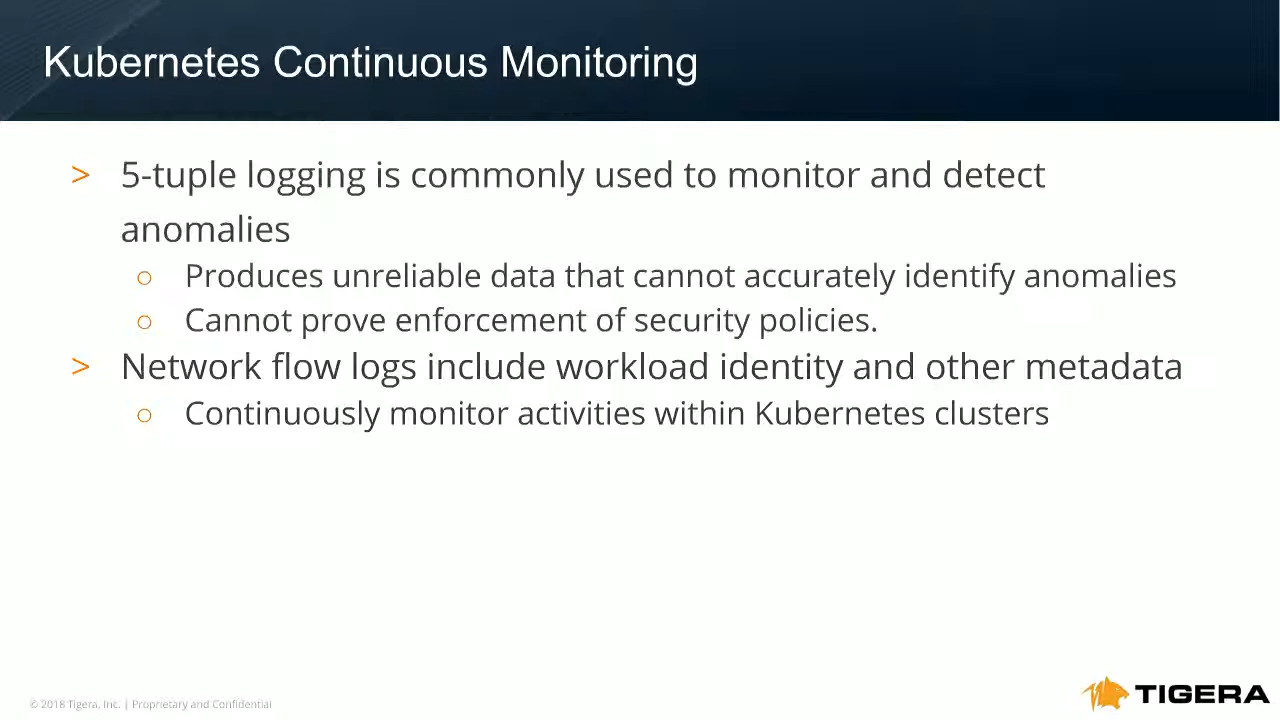 Kubernetes Continuous Monitoring
> 5-tuple logging is commonly used to monitor and detect
anomalies
○ Produces unreliable data that cannot accurately identify anomalies
○ Cannot prove enforcement of security policies.
> Network flow logs include workload identity and other metadata
○ Continuously monitor activities within Kubernetes clusters
© 2018 Tigera, Inc. | Proprietary and Confidential
TIGERA